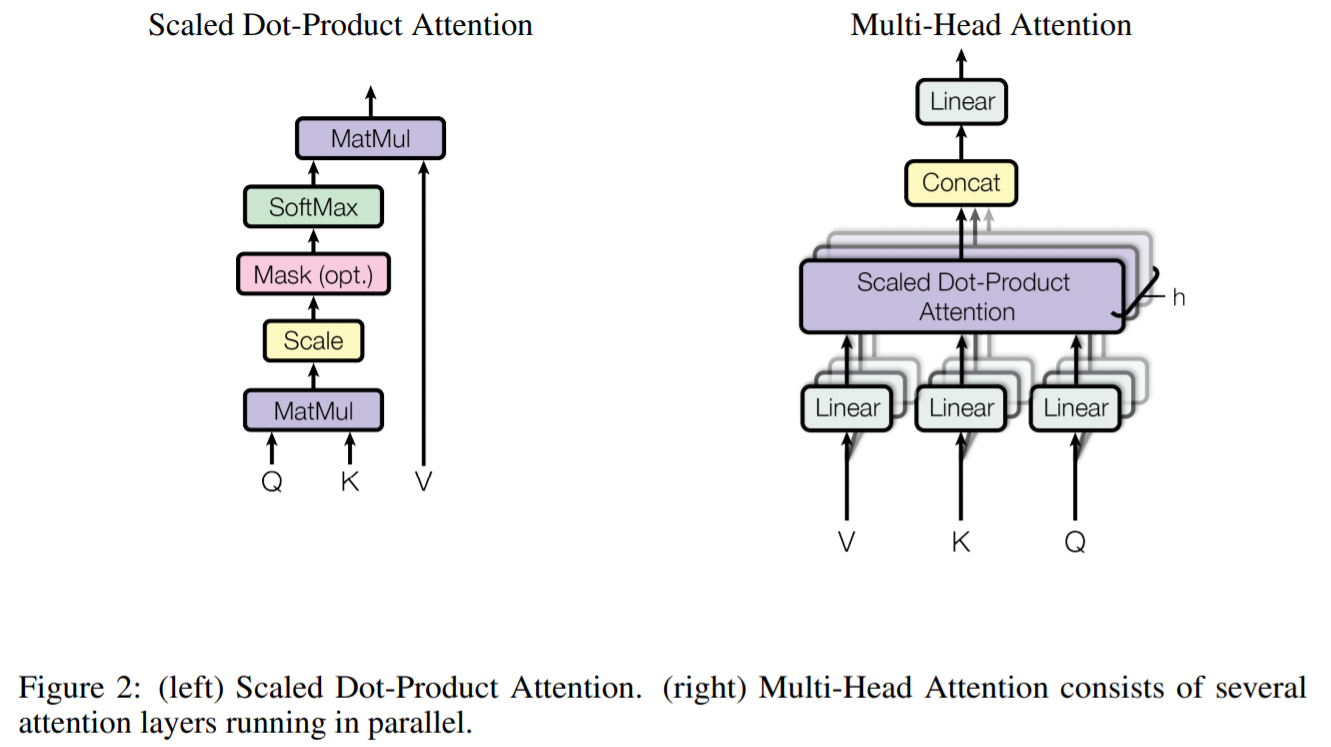 Scaled Dot-Product Attention
MatMul
SoftMax
Mask (opt.)
Scale
MatMul
Q K V
Multi-Head Attention
Linear
Concat
Scaled Dot-Product
Attention
h
Linear Linear Linear
V K Q
Figure 2: (left) Scaled Dot-Product Attention. (right) Multi-Head Attention consists of several
attention layers running in parallel.